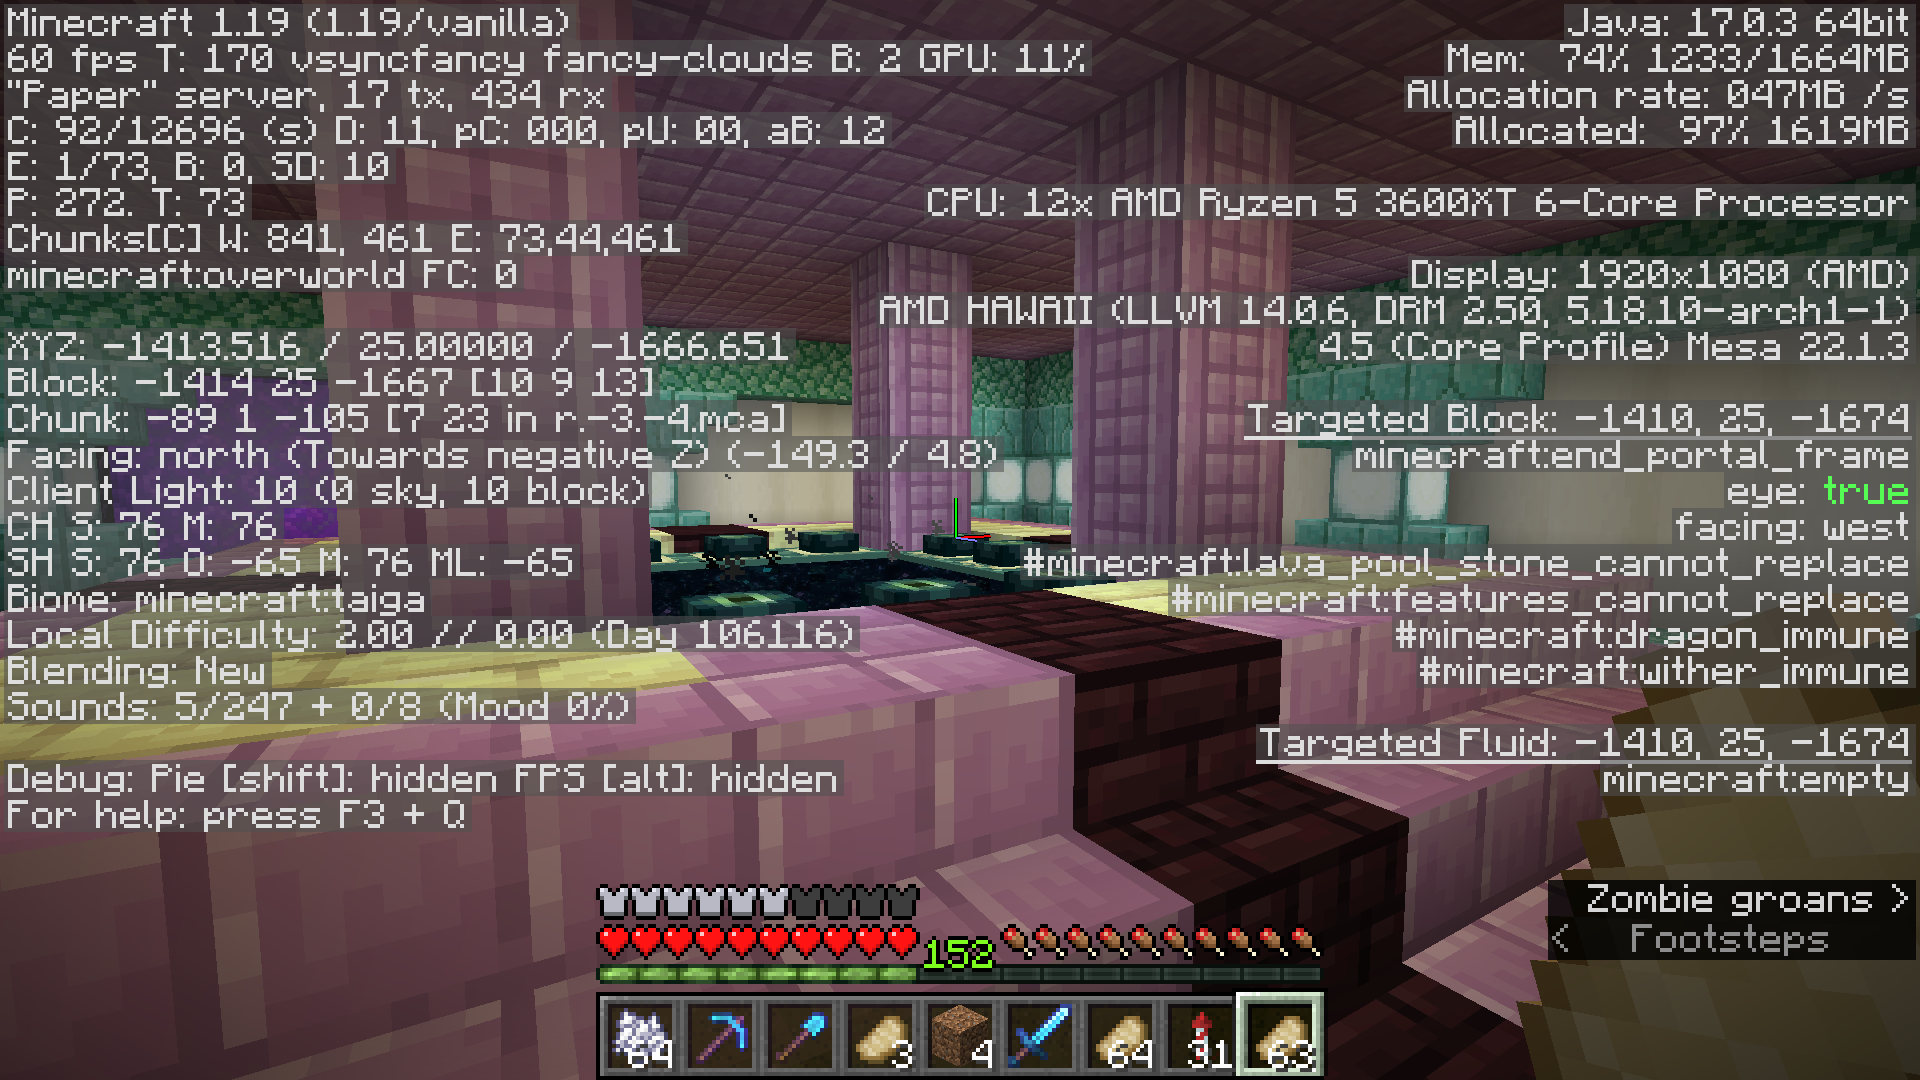 Minecraft 1.19 (1.19/vanilla)
60 fps T: 170 vsyncfancy fancy-clouds B: 2 GPU: 11%
"Paper" server, 17 tx, 434 rx
C: 92/12696 (s) D: 11, pC: 000, pU: 00, aB: 12
E: 1/73, B: 0, SD: 10
P: 272. T: 73
Chunks[C] W: 841, 461 E: 73,44,461
minecraft:overworld FC: 0
XYZ: -1413.516 / 25.00000 / -1666.651
Block: -1414 25 -1667 [10 9 13]
Chunk: -89 1 -105 [7 23 in r.-3.-4.mca]
Facing: north (Towards negative Z) (-149.3 / 4.8)
Client Light: 10 (0 sky, 10 block)
CH S: 76 M: 76
SH S: 76 O: -65 M: 76 ML: -65
Biome: minecraft:taiga
Local Difficulty: 2.00 // 0.00 (Day 106116)
Blending: New
Sounds: 5/247 + 0/8 (Mood 0%)
Debug: Pie [shift]: hidden FPS [alt]: hidden
For help: press F3 + Q
Java: 17.0.3 64bit
Mem: 74% 1233/1664MB
Allocation rate: 047MB /s
Allocated: 97% 1619MB
CPU: 12x AMD Ryzen 5 3600XT 6-Core Processor
Display: 1920x1080 (AMD)
AMD HAWAII (LLVM 14.0.6, DRM 2.50, 5.18.10-arch1-1)
4.5 (Core Profile) Mesa 22.1.3
Targeted Block: -1410, 25, -1674
minecraft:end_portal_frame
eye: true
facing: west
#minecraft:lava_pool_stone_cannot_replace
#minecraft:features_cannot_replace
#minecraft:dragon_immune
#minecraft:wither_immune
Targeted Fluid: -1410, 25, -1674
minecraft:empty
Zombie groans >
< Footsteps
152
64 3 4 64 31 63